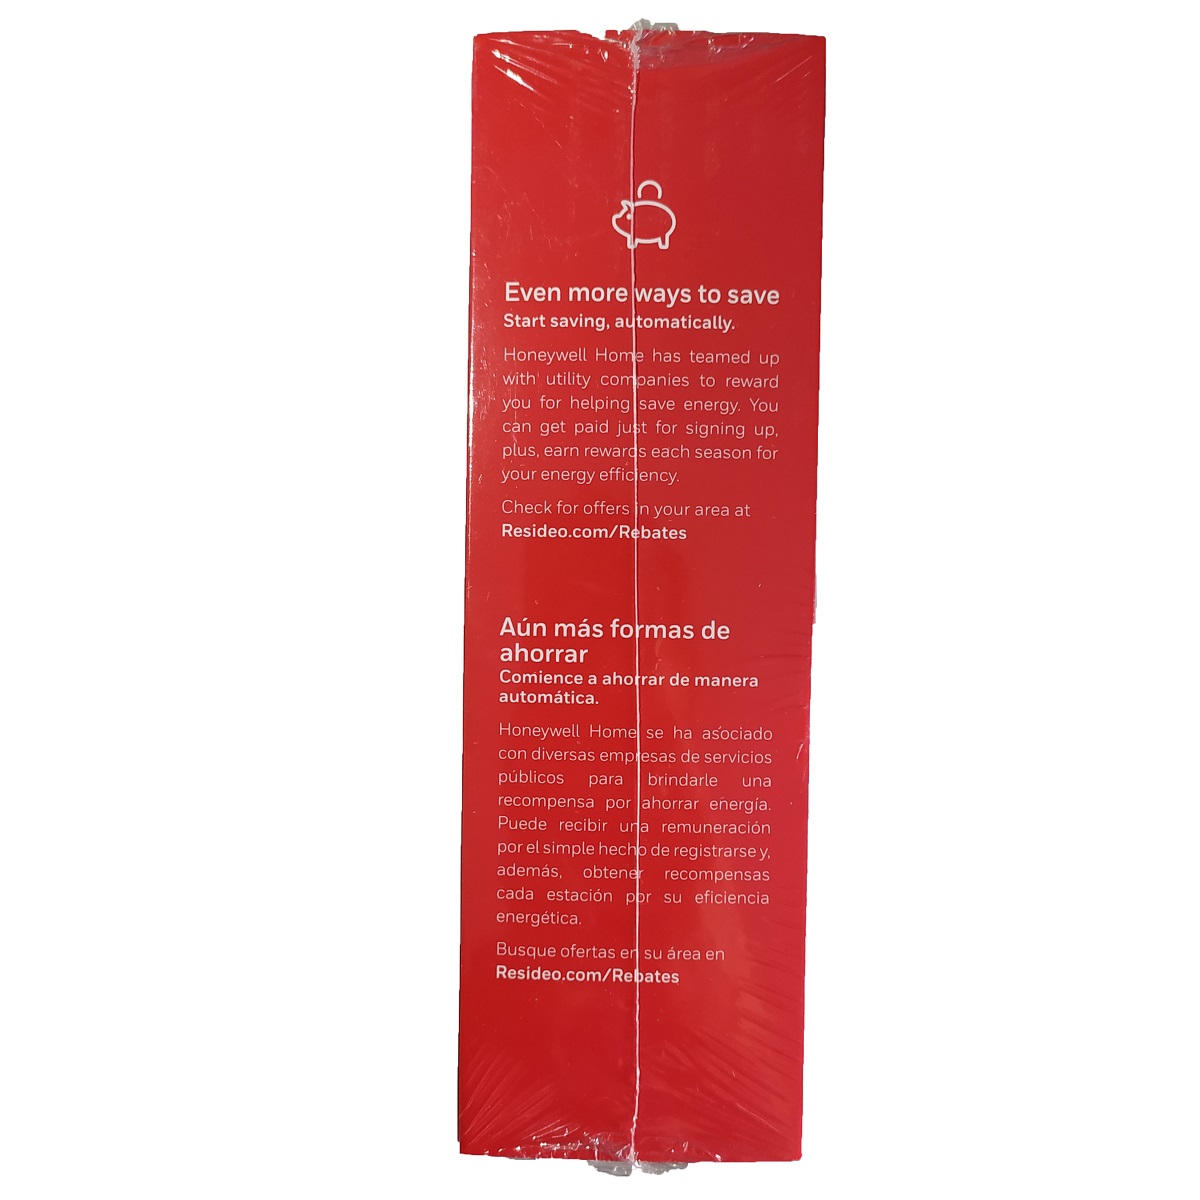 Even more ways to save
Start saving, automatically.
Honeywell Home has teamed up
with utility companies to reward
you for helping save energy. You
can get paid just for signing up,
plus, earn rewards each season for
your energy efficiency.
Check for offers in your area at
Resideo.com/Rebates
Aún más formas de
ahorrar
Comience a ahorrar de manera
automática.
Honeywell Home se ha asociado
con diversas empresas de servicios
públicos para brindarle una
recompensa por ahorrar energía.
Puede recibir una remuneración
por el simple hecho de registrarse y,
además, obtener recompensas
cada estación por su eficiencia
energética.
Busque ofertas en su área en
Resideo.com/Rebates